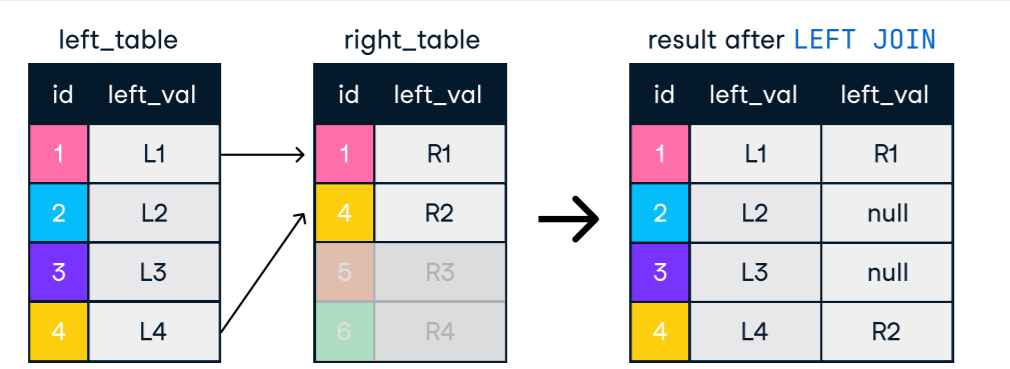 left_table right_table result after LEFT JOIN
id left_val id left_val id left_val left_val
1 L1 1 R1 1 L1 R1
2 L2 4 R2 2 L2 null
3 L3 5 R3 3 L3 null
4 L4 6 R4 4 L4 R2